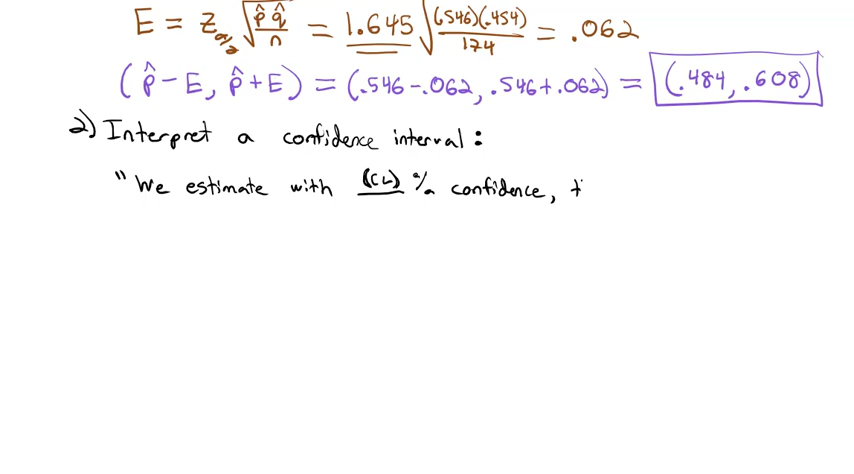 E = z_{α/2} √(p̂ q̂ / n) = 1.645 √((.546)(.454) / 174) = .062
(p̂ - E, p̂ + E) = (.546 - .062, .546 + .062) = (.484, .608)
2) Interpret a confidence interval:
"We estimate with (CL) % confidence, t